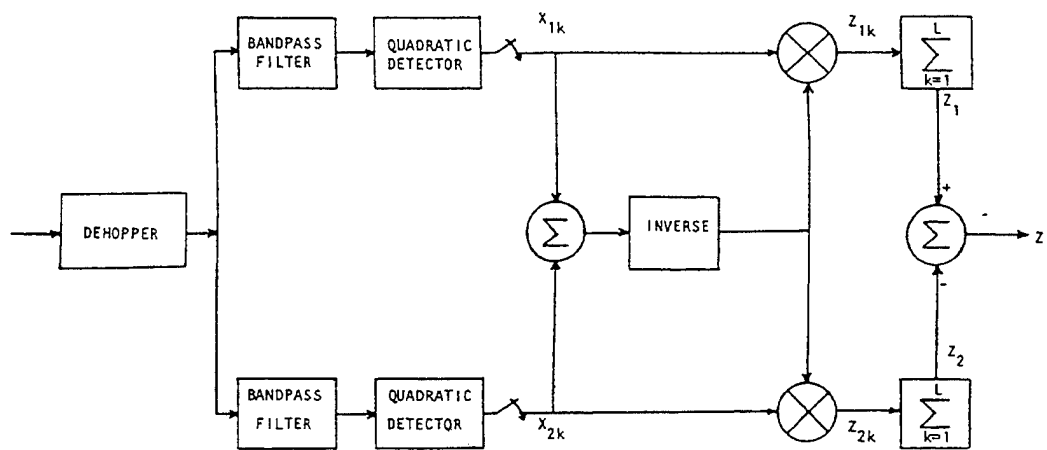 BANDPASS
FILTER
QUADRATIC
DETECTOR
X1k
Z1k
L
∑
k=1
Z1
DEHOPPER
∑
INVERSE
+
∑
-
-
Z
BANDPASS
FILTER
QUADRATIC
DETECTOR
X2k
Z2k
Z2
L
∑
k=1